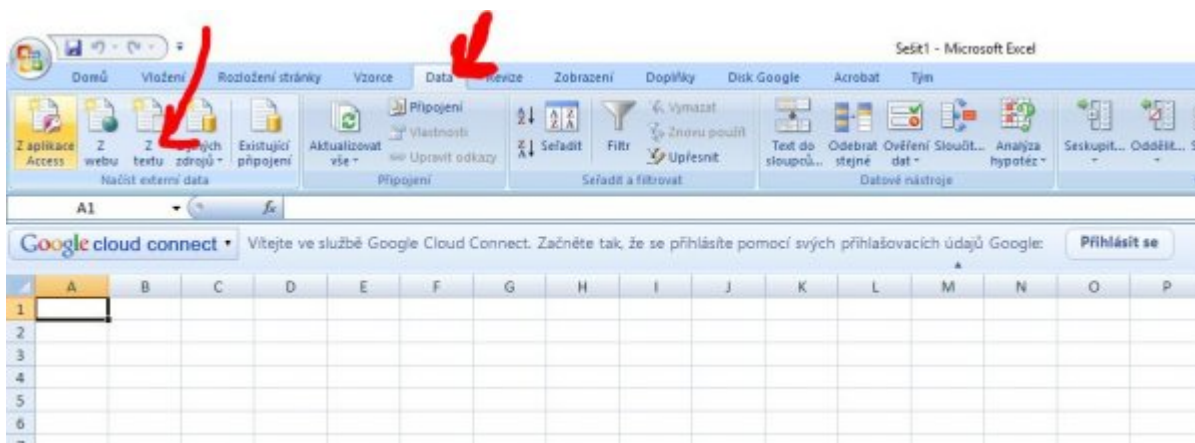 Sešit1 - Microsoft Excel
Domů Vložení Rozložení stránky Vzorce Data Revize Zobrazení Doplňky Disk Google Acrobat Tým
Z aplikace Access
Z webu
Z textu
zdrojů
Existující připojení
Načíst externí data
Aktualizovat vše
Připojení
Vlastnosti
Upravit odkazy
Připojení
Seřadit
Filtr
Vymazat
Znovu použít
Upřesnit
Seřadit a filtrovat
Text do sloupců...
Odebrat stejné
Ověření dat
Sloučit...
Analýza hypotéz
Datové nástroje
Seskupit...
Oddělit...
A1 fx
Google cloud connect Vítejte ve službě Google Cloud Connect. Začněte tak, že se přihlásíte pomocí svých přihlašovacích údajů Google: Přihlásit se
A B C D E F G H I J K L M N O P
1
2
3
4
5
6